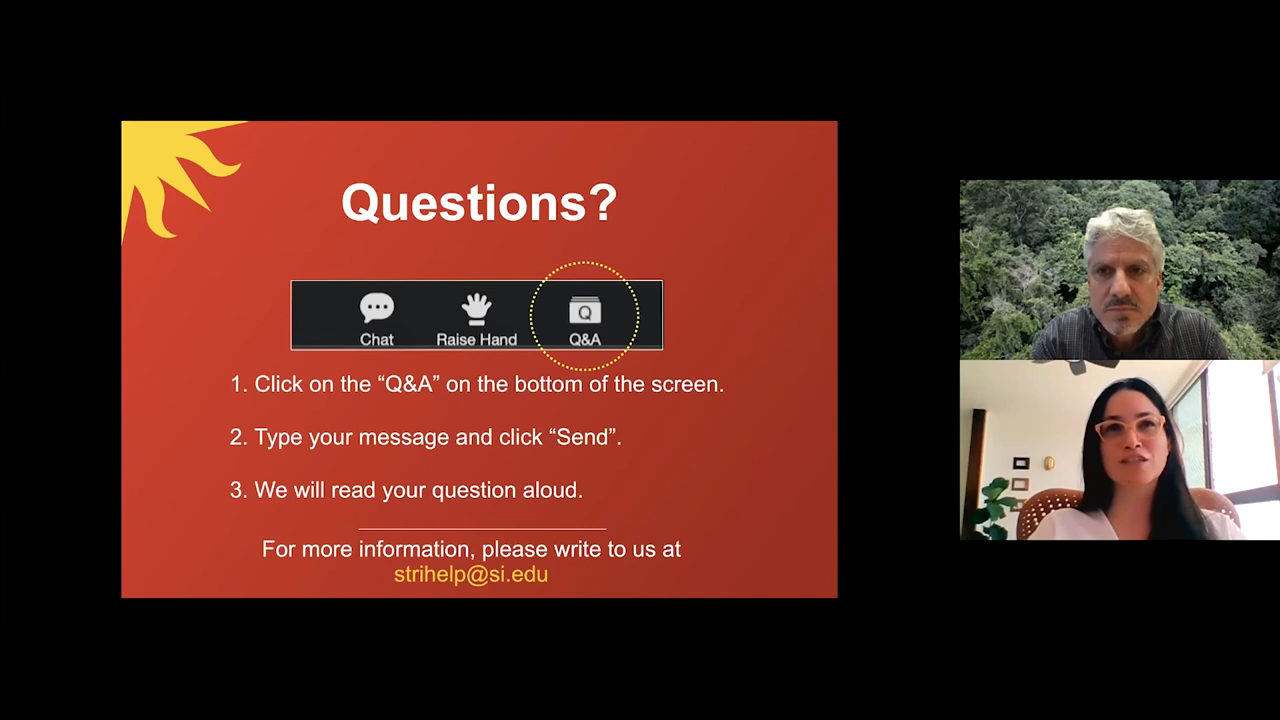 Questions?
Chat Raise Hand Q&A
1. Click on the “Q&A” on the bottom of the screen.
2. Type your message and click “Send”.
3. We will read your question aloud.
For more information, please write to us at
strihelp@si.edu